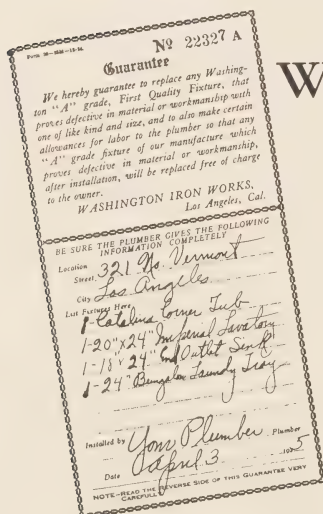 Nº 22327 A
W
Guarantee
We hereby guarantee to replace any Washing-
ton "A" grade, First Quality Fixture, that
proves defective in material or workmanship with
one of like kind and size, and to also make certain
allowances for labor to the plumber so that any
"A" grade fixture of our manufacture which
proves defective in material or workmanship,
after installation, will be replaced free of charge
to the owner.
WASHINGTON IRON WORKS,
Los Angeles, Cal.
BE SURE THE PLUMBER GIVES THE FOLLOWING
INFORMATION COMPLETELY
Location
Street 321 No. Vermont
City Los Angeles
List Fixtures Here
1-Catalina Corner Tub
1-20"x24" Imperial Lavatory
1-18"x24" End Outlet Sink
1-24" Bungalow Laundry Tray
Installed by Your Plumber Plumber
Date April 3 1925
NOTE—READ THE REVERSE SIDE OF THIS GUARANTEE VERY
CAREFULLY